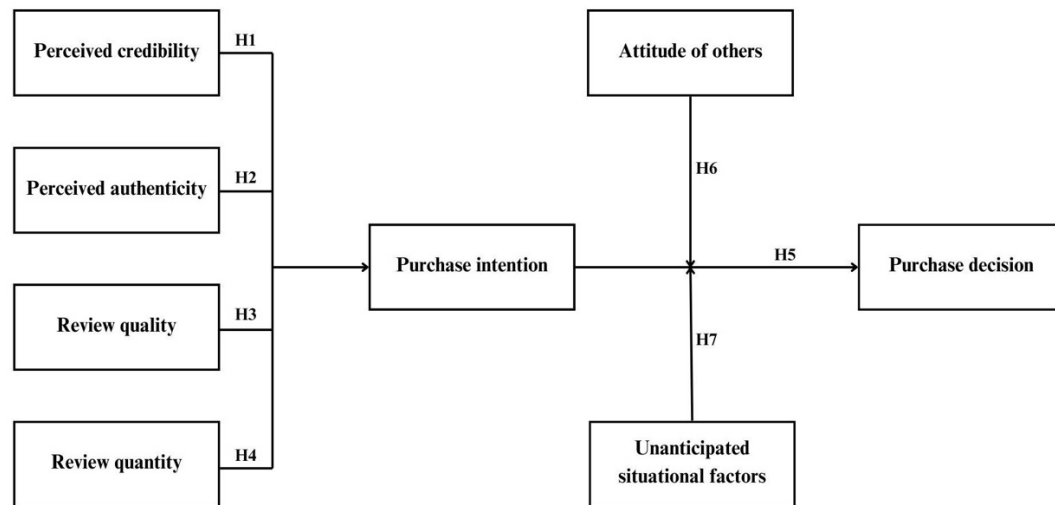 Perceived credibility
H1
Attitude of others
Perceived authenticity
H2
H6
Purchase intention
H5
Purchase decision
Review quality
H3
H7
Review quantity
H4
Unanticipated
situational factors